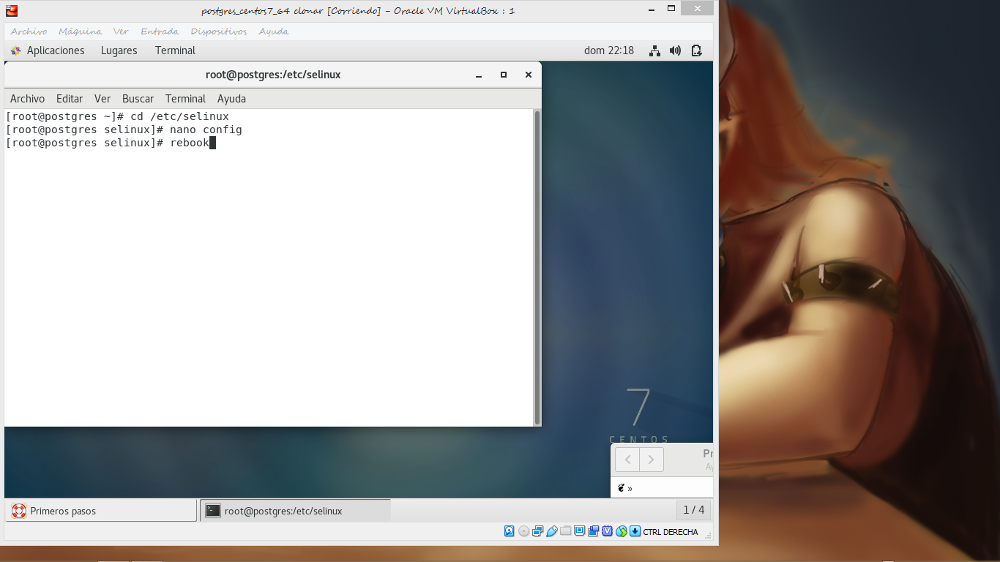 postgres_centos7_64 clonar [Corriendo] - Oracle VM VirtualBox : 1
Archivo Máquina Ver Entrada Dispositivos Ayuda
Aplicaciones Lugares Terminal dom 22:18
root@postgres:/etc/selinux
Archivo Editar Ver Buscar Terminal Ayuda
[root@postgres ~]# cd /etc/selinux
[root@postgres selinux]# nano config
[root@postgres selinux]# rebook
7
CENTOS
Pr
Ay
»
Primeros pasos root@postgres:/etc/selinux 1 / 4
CTRL DERECHA